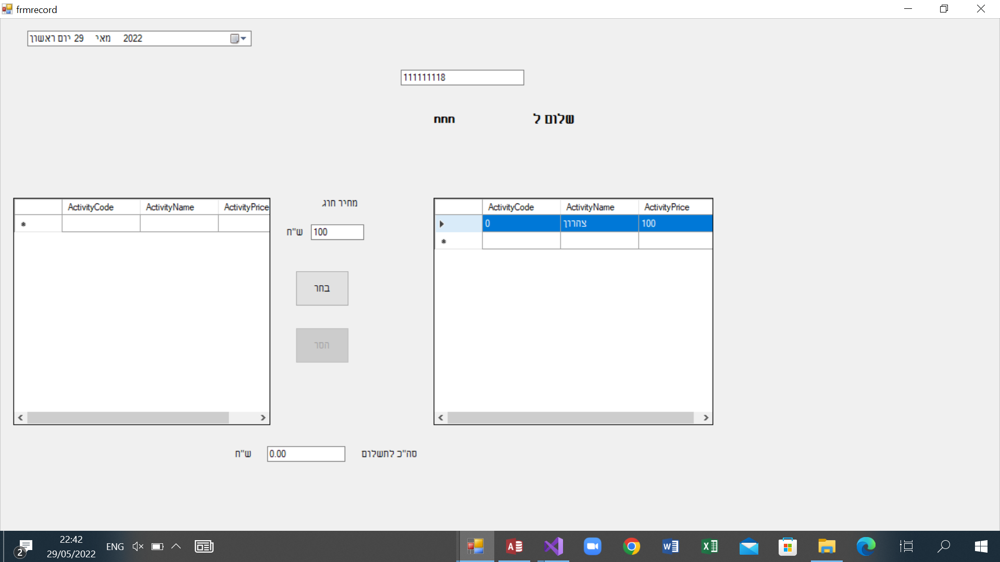 frmrecord
יום ראשון 29 מאי 2022
111111118
שלום ל חחח
ActivityCode ActivityName ActivityPrice
מחיר חוג
100 ש"ח
בחר
הסר
ActivityCode ActivityName ActivityPrice
0 צהרון 100
סה"כ לתשלום 0.00 ש"ח
2
22:42
29/05/2022
ENG